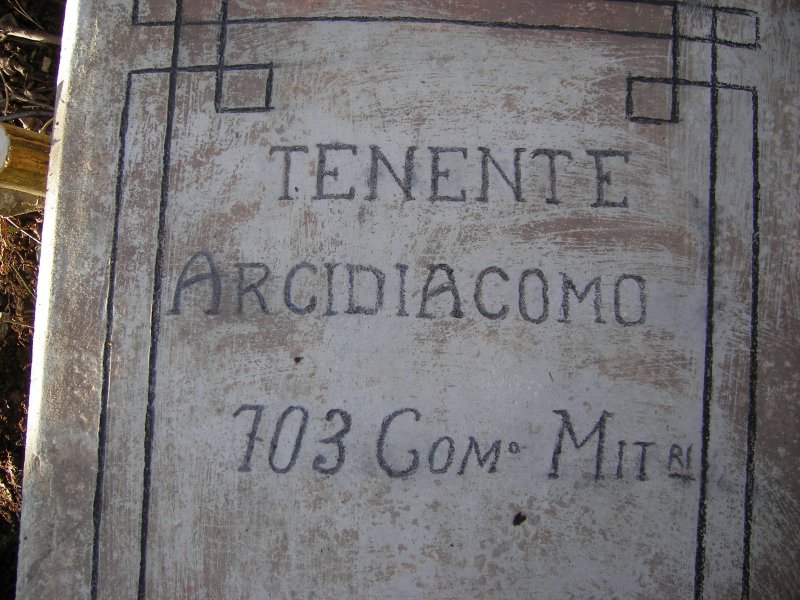 TENENTE
ARCIDIACOMO
703 Comº MITRI